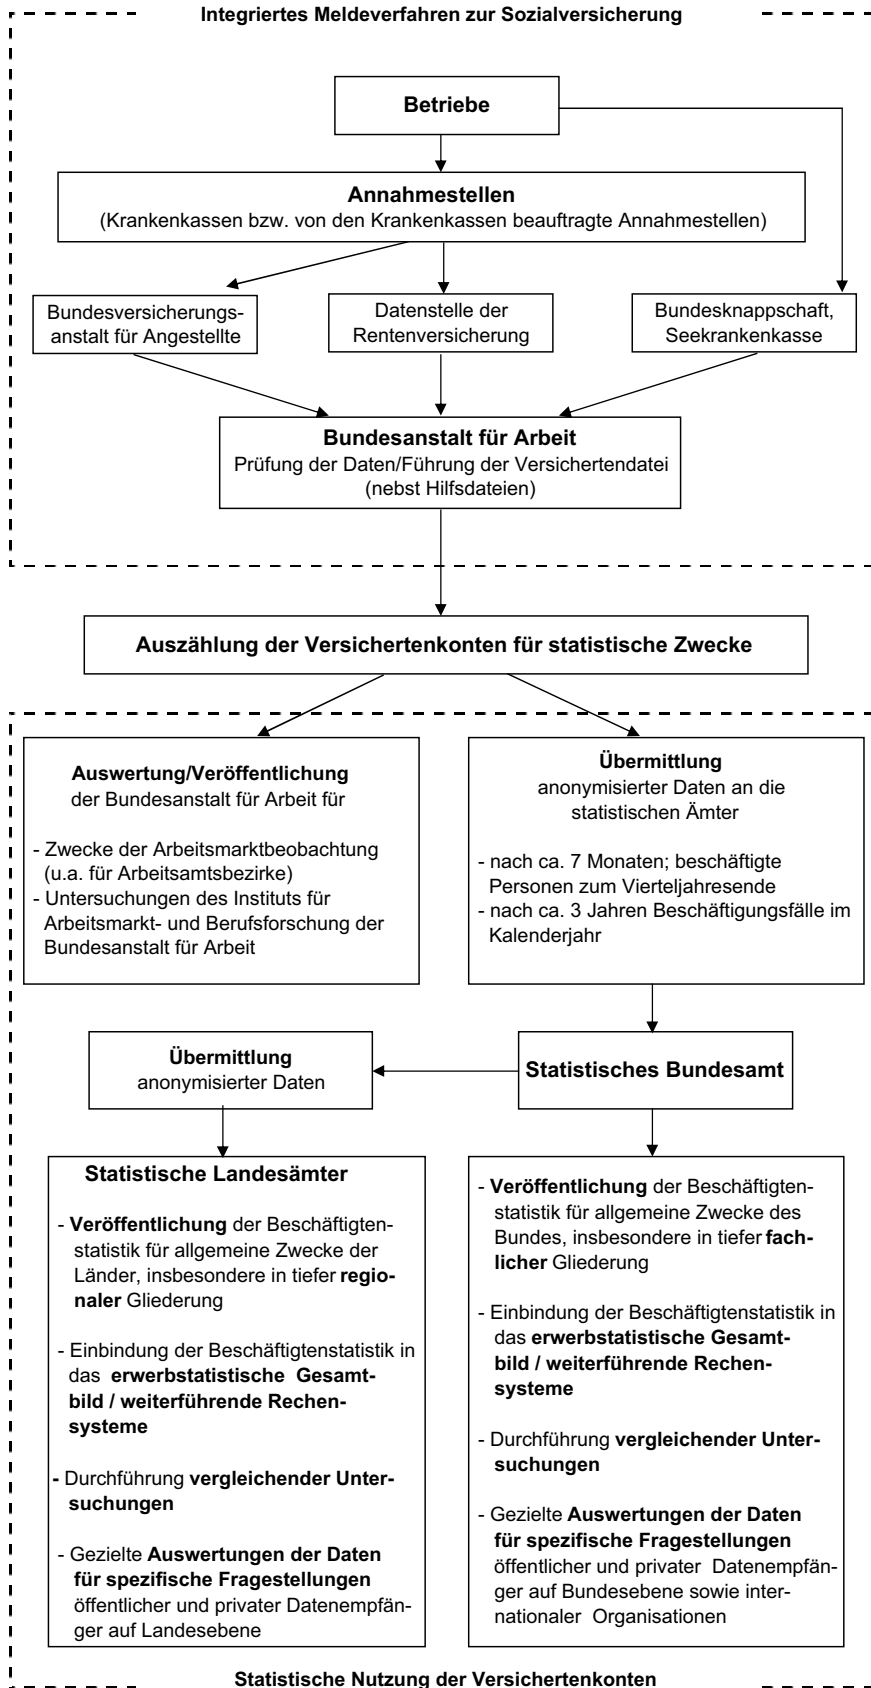 Integriertes Meldeverfahren zur Sozialversicherung
Betriebe
Annahmestellen
(Krankenkassen bzw. von den Krankenkassen beauftragte Annahmestellen)
Bundesversicherungs-
anstalt für Angestellte
Datenstelle der
Rentenversicherung
Bundesknappschaft,
Seekrankenkasse
Bundesanstalt für Arbeit
Prüfung der Daten/Führung der Versichertendatei
(nebst Hilfsdateien)
Auszählung der Versichertenkonten für statistische Zwecke
Auswertung/Veröffentlichung
der Bundesanstalt für Arbeit für
- Zwecke der Arbeitsmarktbeobachtung
(u.a. für Arbeitsamtsbezirke)
- Untersuchungen des Instituts für
Arbeitsmarkt- und Berufsforschung der
Bundesanstalt für Arbeit
Übermittlung
anonymisierter Daten an die
statistischen Ämter
- nach ca. 7 Monaten; beschäftigte
Personen zum Vierteljahresende
- nach ca. 3 Jahren Beschäftigungsfälle im
Kalenderjahr
Übermittlung
anonymisierter Daten
Statistisches Bundesamt
Statistische Landesämter
- Veröffentlichung der Beschäftigten-
statistik für allgemeine Zwecke der
Länder, insbesondere in tiefer regio-
naler Gliederung
- Einbindung der Beschäftigtenstatistik in
das erwerbstatistische Gesamt-
bild / weiterführende Rechen-
systeme
- Durchführung vergleichender Unter-
suchungen
- Gezielte Auswertungen der Daten
für spezifische Fragestellungen
öffentlicher und privater Datenempfän-
ger auf Landesebene
- Veröffentlichung der Beschäftigten-
statistik für allgemeine Zwecke des
Bundes, insbesondere in tiefer fach-
licher Gliederung
- Einbindung der Beschäftigtenstatistik in
das erwerbstatistische Gesamt-
bild / weiterführende Rechen-
systeme
- Durchführung vergleichender Unter-
suchungen
- Gezielte Auswertungen der Daten
für spezifische Fragestellungen
öffentlicher und privater Datenempfän-
ger auf Bundesebene sowie inter-
nationaler Organisationen
Statistische Nutzung der Versichertenkonten